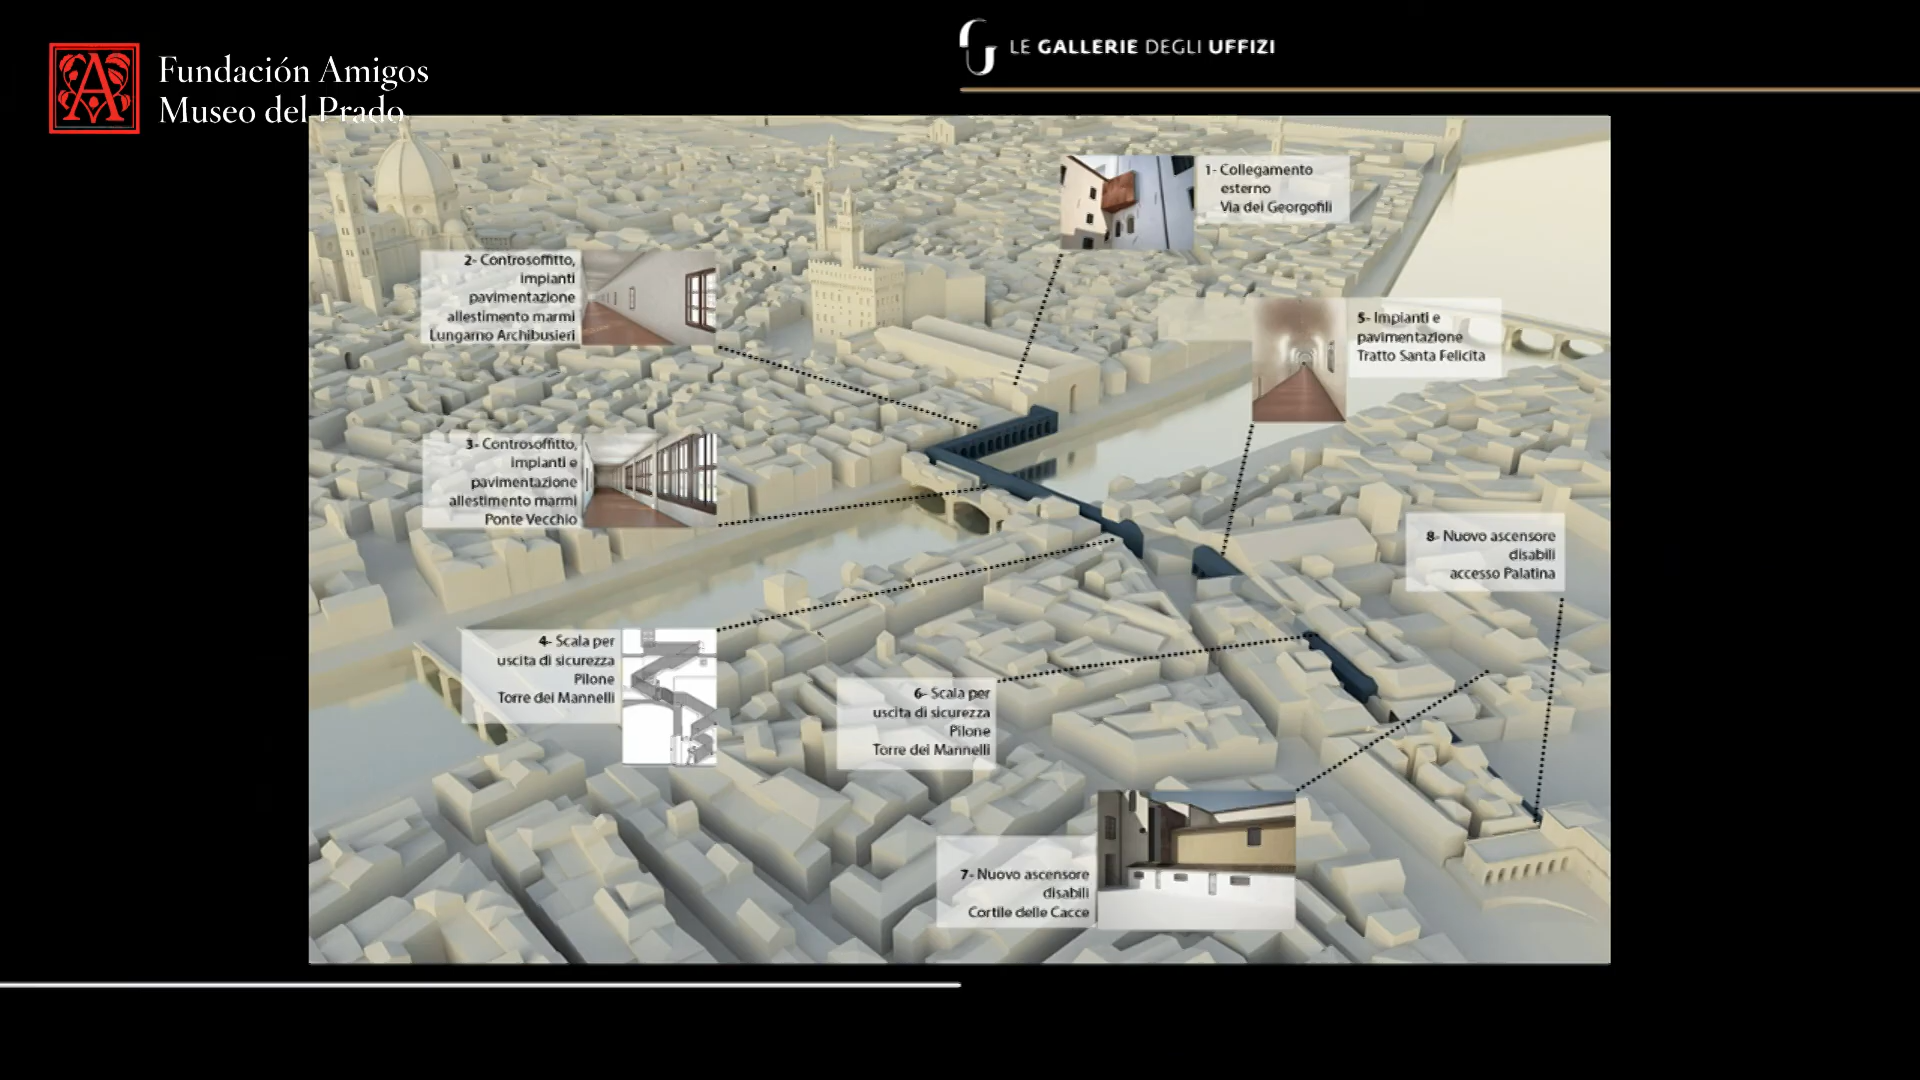 Fundación Amigos
Museo del Prado
LE GALLERIE DEGLI UFFIZI
1- Collegamento
esterno
Via dei Georgofili
2- Controsoffitto,
impianti
pavimentazione
allestimento marmi
Lungarno Archibusieri
5- Impianti e
pavimentazione
Tratto Santa Felicita
3- Controsoffitto,
impianti e
pavimentazione
allestimento marmi
Ponte Vecchio
8- Nuovo ascensore
disabili
accesso Palatina
4- Scala per
uscita di sicurezza
Pilone
Torre dei Mannelli
6- Scala per
uscita di sicurezza
Pilone
Torre dei Mannelli
7- Nuovo ascensore
disabili
Cortile delle Cacce